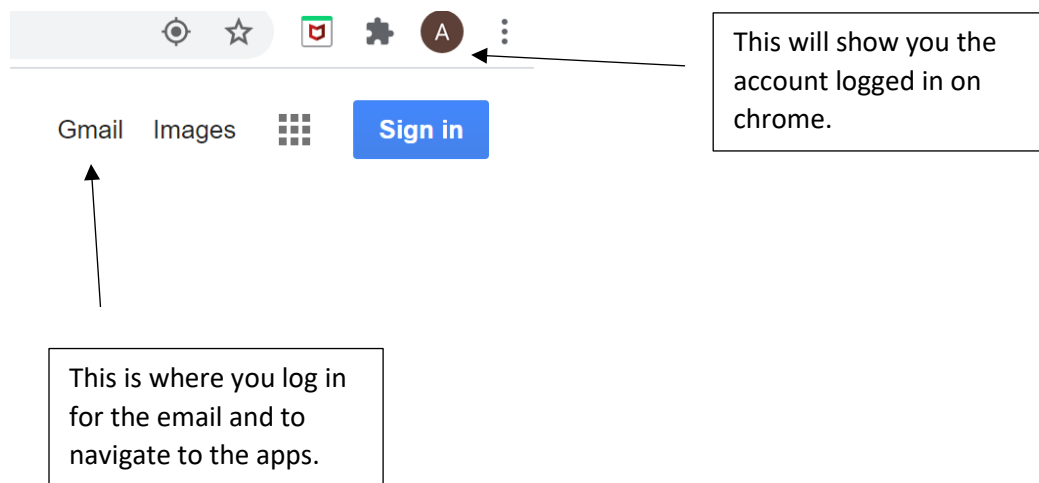 A
This will show you the
account logged in on
chrome.
Gmail Images Sign in
This is where you log in
for the email and to
navigate to the apps.